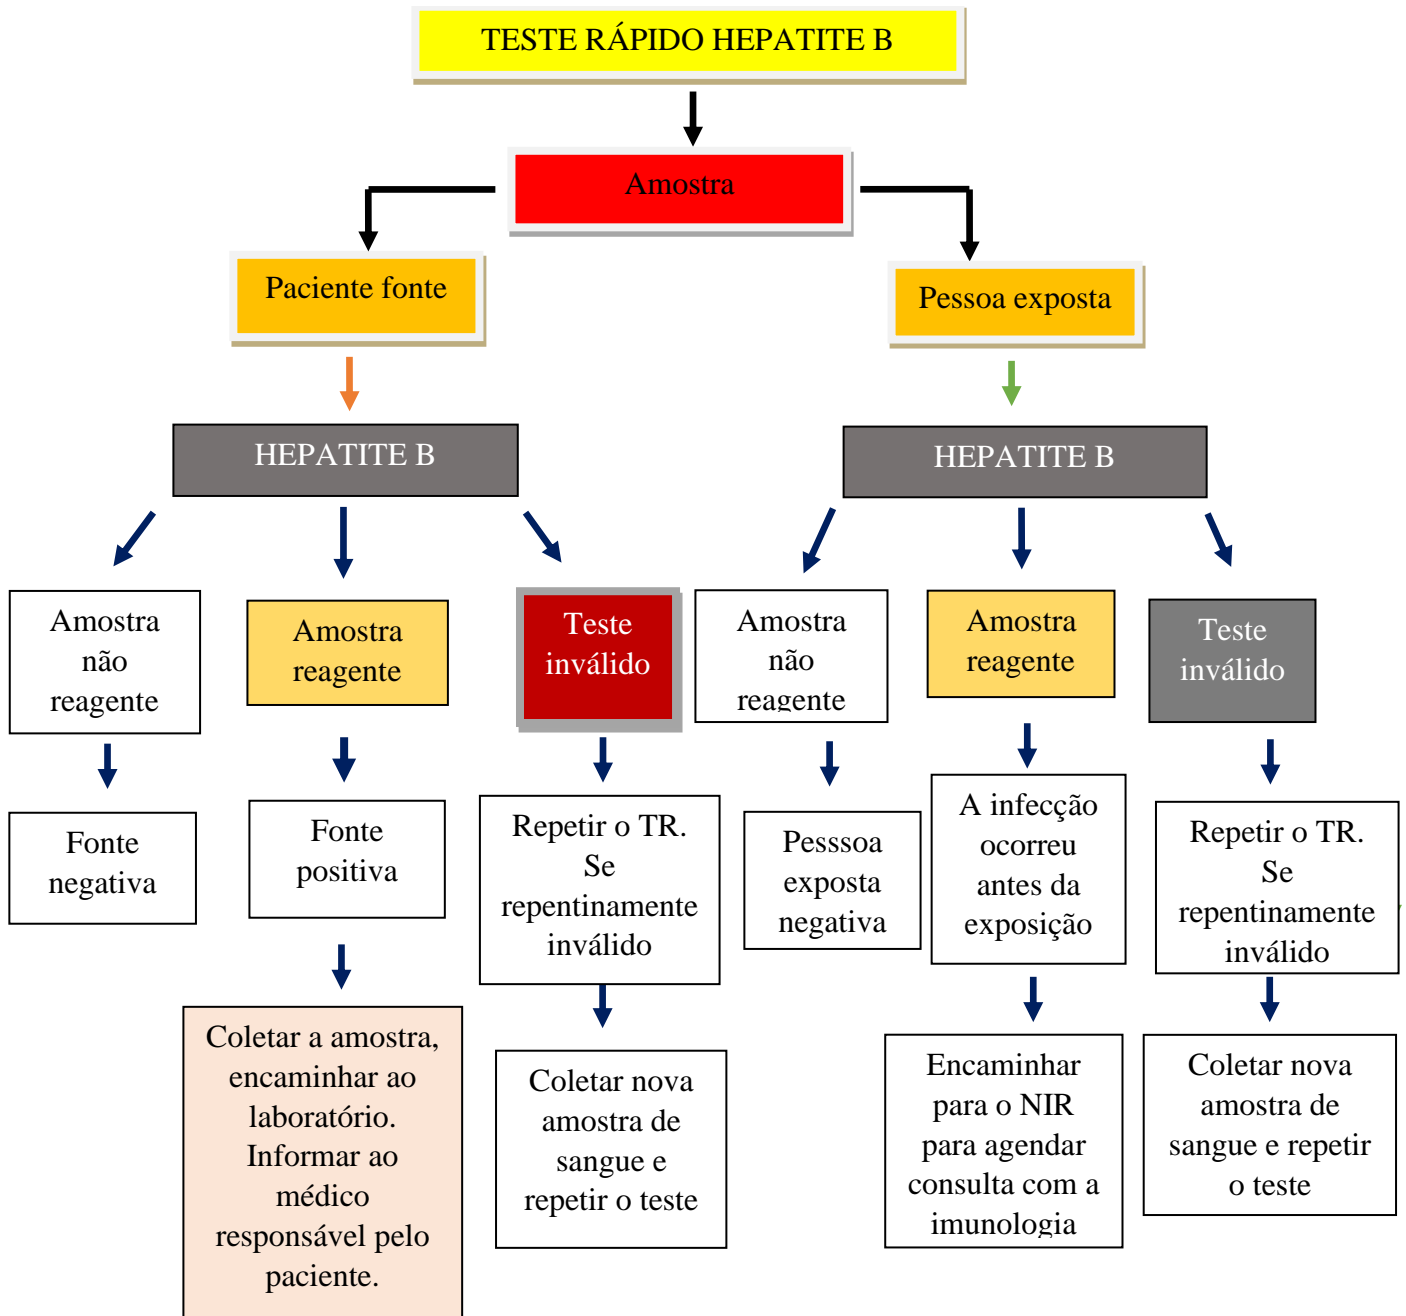 TESTE RÁPIDO HEPATITE B
Amostra
Paciente fonte
Pessoa exposta
HEPATITE B
HEPATITE B
Amostra
não
reagente
Amostra
reagente
Teste
inválido
Amostra
não
reagente
Amostra
reagente
Teste
inválido
Fonte
negativa
Fonte
positiva
Repetir o TR.
Se
repentinamente
inválido
Pesssoa
exposta
negativa
A infecção
ocorreu
antes da
exposição
Repetir o TR.
Se
repentinamente
inválido
Coletar a amostra,
encaminhar ao
laboratório.
Informar ao
médico
responsável pelo
paciente.
Coletar nova
amostra de
sangue e
repetir o teste
Encaminhar
para o NIR
para agendar
consulta com a
imunologia
Coletar nova
amostra de
sangue e repetir
o teste